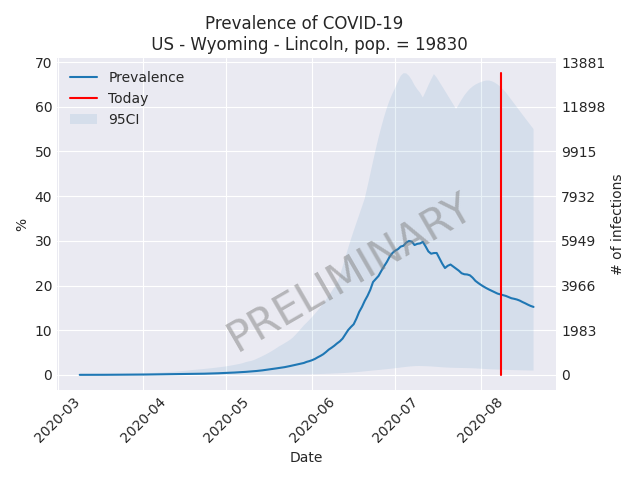 Prevalence of COVID-19
US - Wyoming - Lincoln, pop. = 19830
Prevalence
Today
95CI
PRELIMINARY
%
70
60
50
40
30
20
10
0
13881
11898
9915
7932
5949
3966
1983
0
# of infections
2020-03
2020-04
2020-05
2020-06
2020-07
2020-08
Date